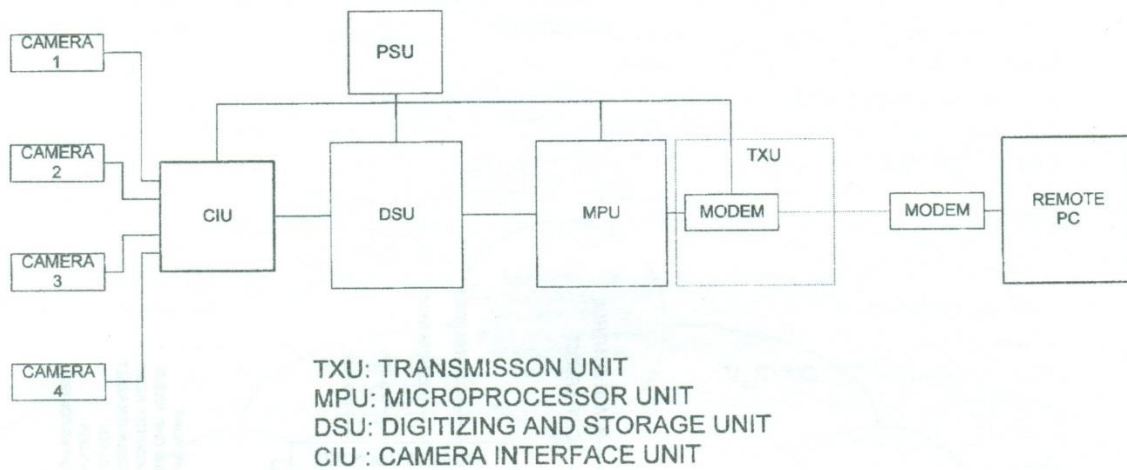 CAMERA
1
PSU
CAMERA
2
CIU
DSU
MPU
TXU
MODEM
MODEM
REMOTE
PC
CAMERA
3
CAMERA
4
TXU: TRANSMISSON UNIT
MPU: MICROPROCESSOR UNIT
DSU: DIGITIZING AND STORAGE UNIT
CIU : CAMERA INTERFACE UNIT